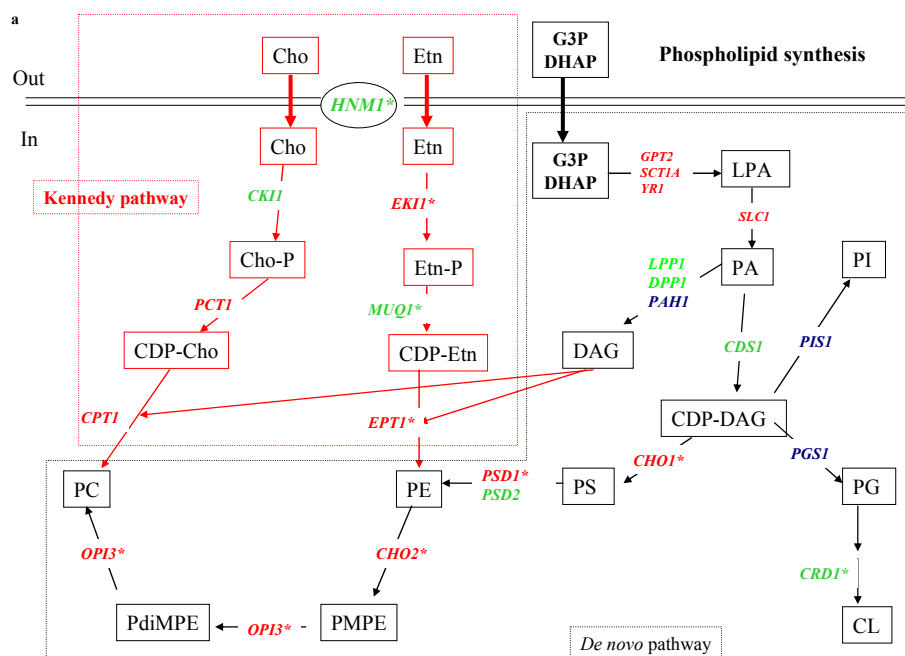 a
Cho
Etn
G3P
DHAP
Phospholipid synthesis
Out
HNM1*
In
Cho
Etn
G3P
DHAP
GPT2
SCT1A
YR1
LPA
Kennedy pathway
CKI1
EKI1*
SLC1
Cho-P
Etn-P
LPP1
DPP1
PAH1
PA
PI
PCT1
MUQ1*
CDP-Cho
CDP-Etn
DAG
CDS1
PIS1
CPT1
EPT1*
CDP-DAG
CHO1*
PGS1
PC
PE
PSD1*
PSD2
PS
PG
OPI3*
CHO2*
CRD1*
PdiMPE
OPI3*
PMPE
De novo pathway
CL